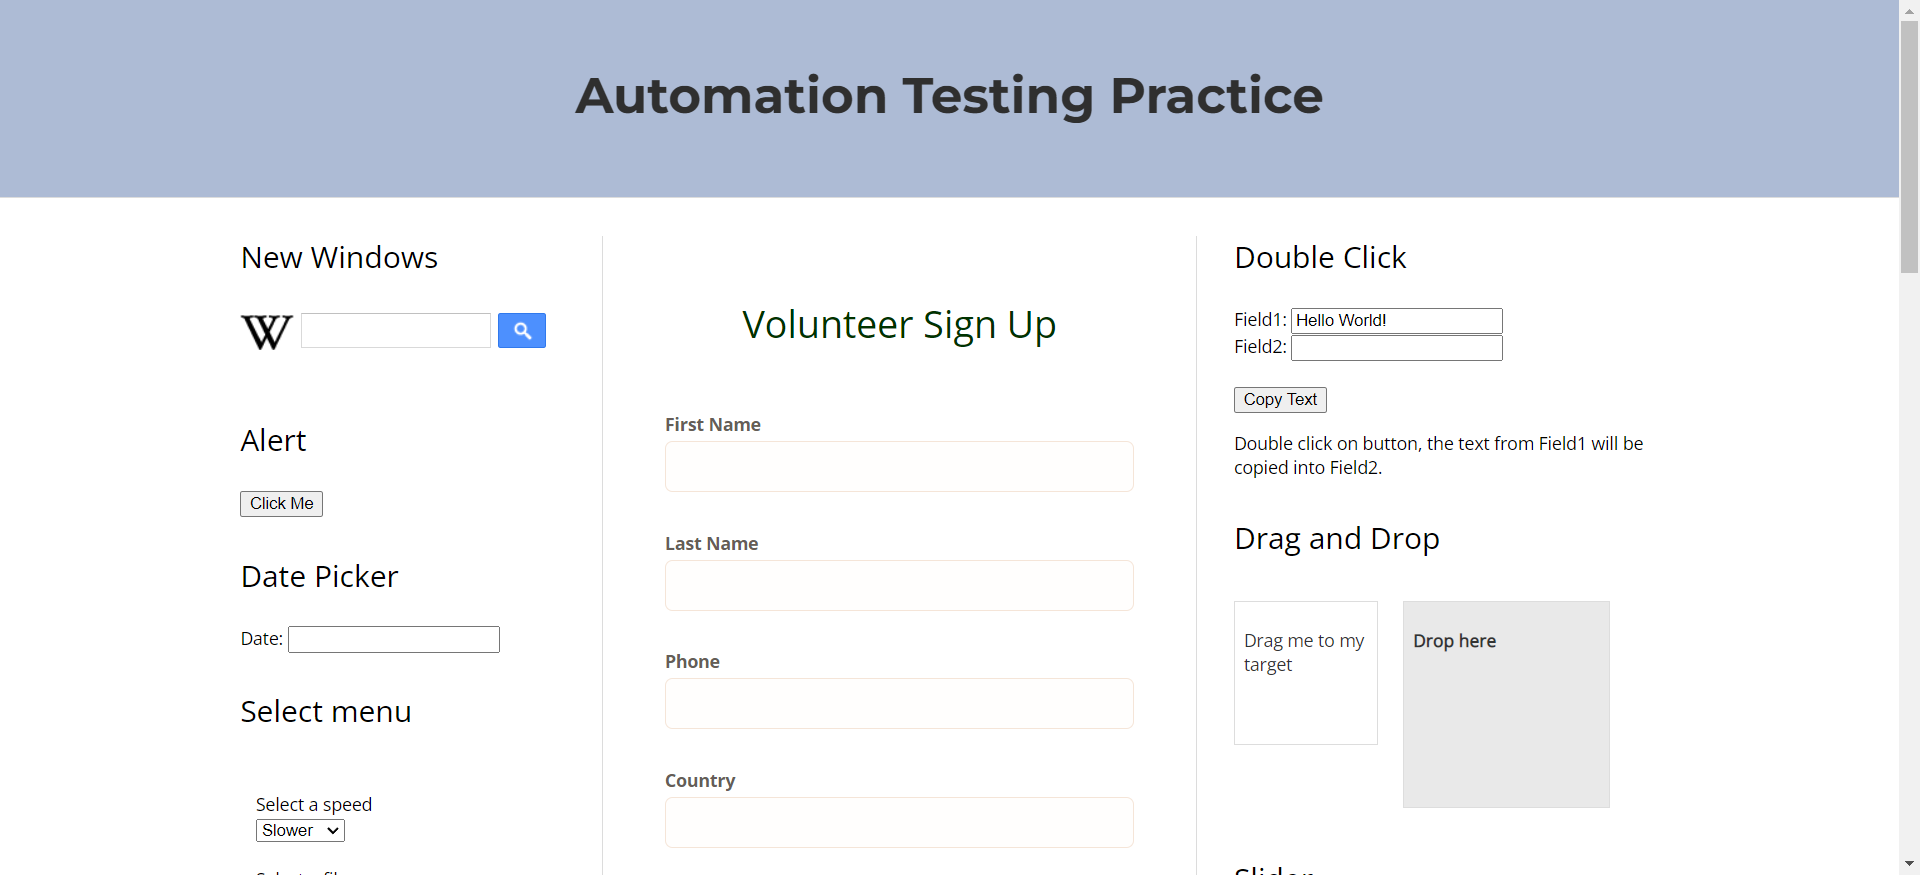 Automation Testing Practice
New Windows
W
Alert
Click Me
Date Picker
Date:
Select menu
Select a speed
Slower
Volunteer Sign Up
First Name
Last Name
Phone
Country
Double Click
Field1: Hello World!
Field2:
Copy Text
Double click on button, the text from Field1 will be
copied into Field2.
Drag and Drop
Drag me to my
target
Drop here
Slider